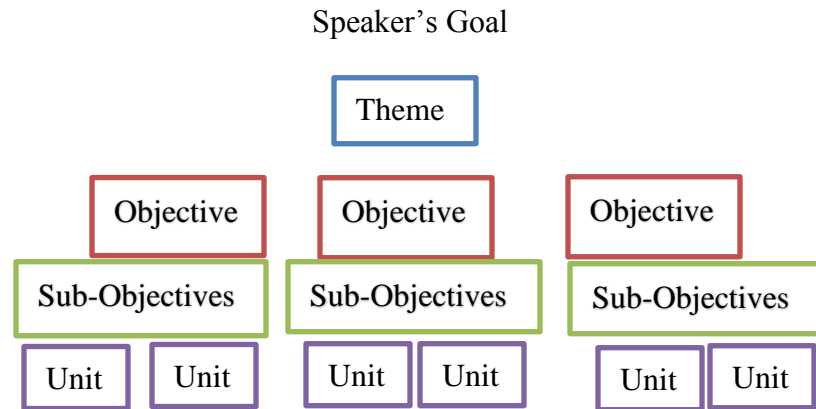 Speaker’s Goal
Theme
Objective Objective Objective
Sub-Objectives Sub-Objectives Sub-Objectives
Unit Unit Unit Unit Unit Unit